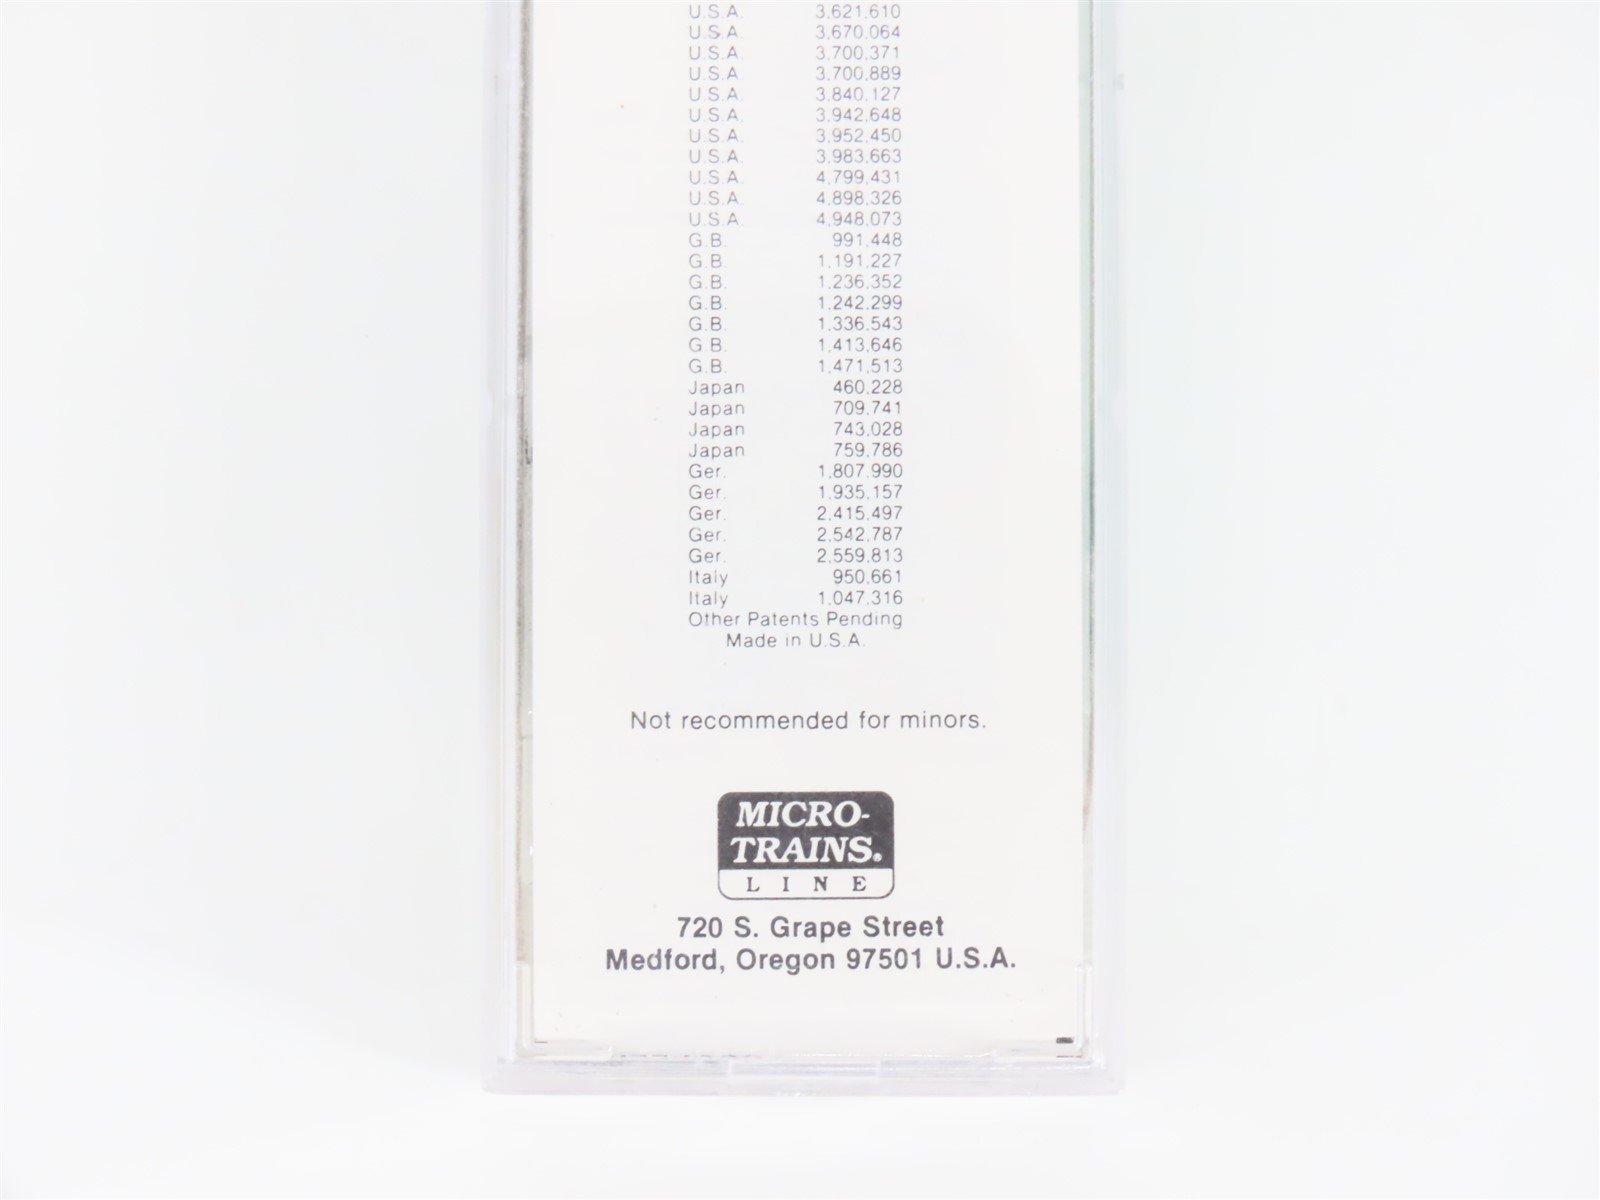 U.S.A. 3,621,610
U.S.A. 3,670,064
U.S.A. 3,700,371
U.S.A 3,700,889
U.S.A. 3,840,127
U.S.A. 3,942,648
U.S.A. 3,952,450
U.S.A. 3,983,663
U.S.A. 4,799,431
U.S.A. 4,898,326
U.S.A. 4,948,073
G.B. 991,448
G.B. 1,191,227
G.B. 1,236,352
G.B. 1,242,299
G.B. 1,336,543
G.B. 1,413,646
G.B. 1,471,513
Japan 460,228
Japan 709,741
Japan 743,028
Japan 759,786
Ger. 1,807,990
Ger. 1,935,157
Ger. 2,415,497
Ger. 2,542,787
Ger. 2,559,813
Italy 950,661
Italy 1,047,316
Other Patents Pending
Made in U.S.A.
Not recommended for minors.
MICRO-
TRAINS®
LINE
720 S. Grape Street
Medford, Oregon 97501 U.S.A.